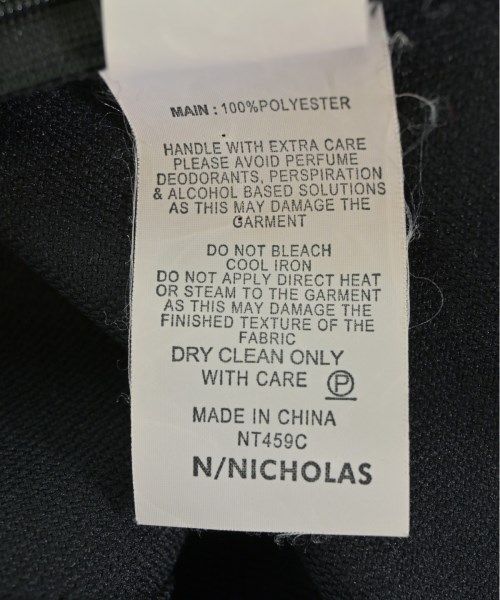 MAIN : 100%POLYESTER
HANDLE WITH EXTRA CARE
PLEASE AVOID PERFUME
DEODORANTS, PERSPIRATION
& ALCOHOL BASED SOLUTIONS
AS THIS MAY DAMAGE THE
GARMENT
DO NOT BLEACH
COOL IRON
DO NOT APPLY DIRECT HEAT
OR STEAM TO THE GARMENT
AS THIS MAY DAMAGE THE
FINISHED TEXTURE OF THE
FABRIC
DRY CLEAN ONLY
WITH CARE P
MADE IN CHINA
NT459C
N/NICHOLAS